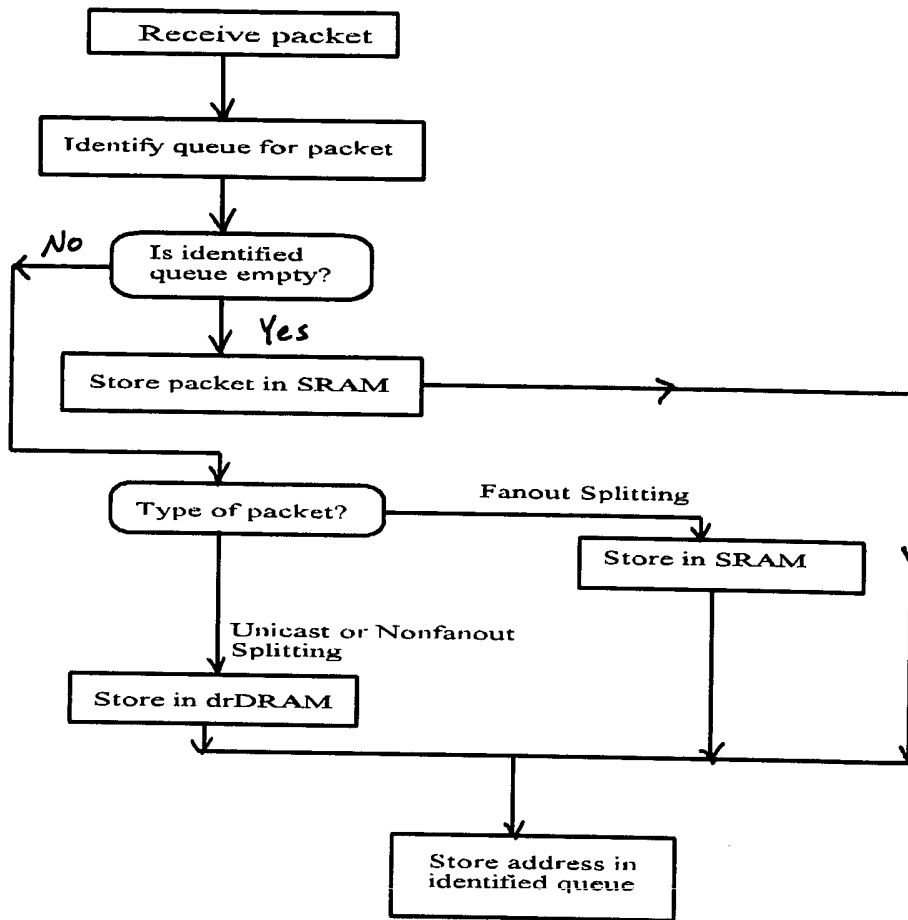 Receive packet
Identify queue for packet
No
Is identified
queue empty?
Yes
Store packet in SRAM
Fanout Splitting
Type of packet?
Store in SRAM
Unicast or Nonfanout
Splitting
Store in drDRAM
Store address in
identified queue